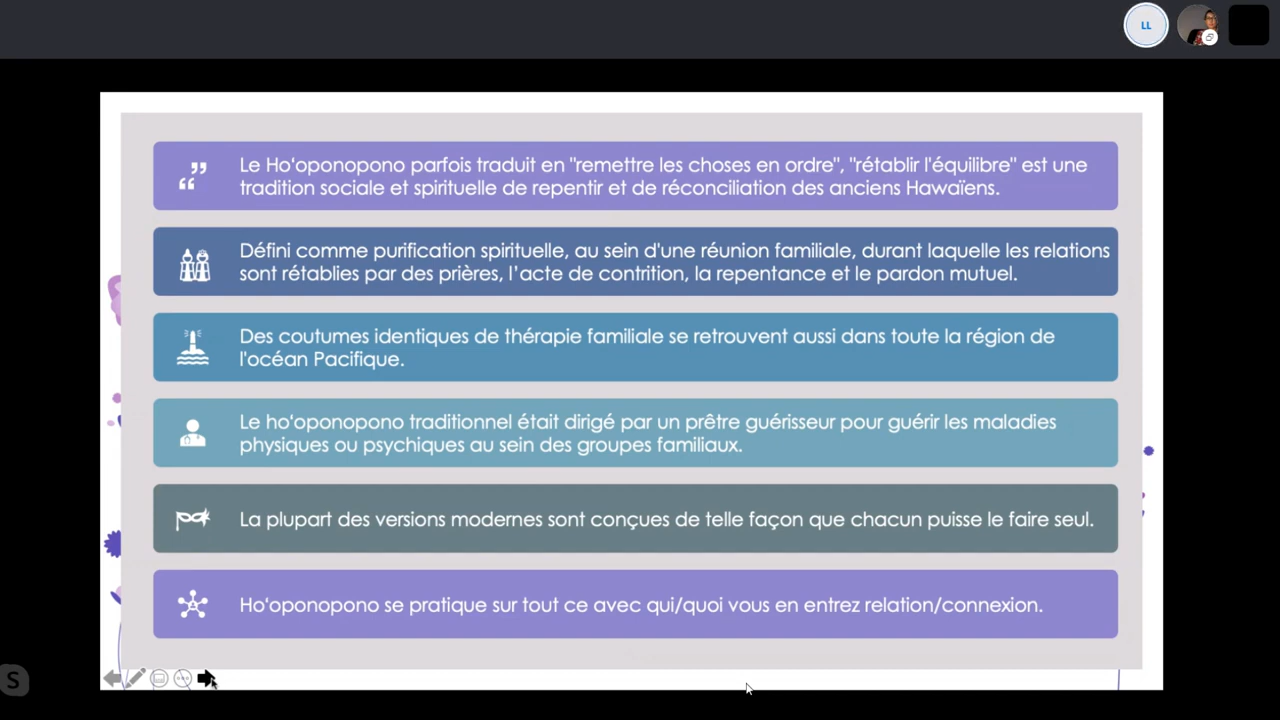 LL
Le Ho'oponopono parfois traduit en "remettre les choses en ordre", "rétablir l'équilibre" est une
tradition sociale et spirituelle de repentir et de réconciliation des anciens Hawaïens.
Défini comme purification spirituelle, au sein d'une réunion familiale, durant laquelle les relations
sont rétablies par des prières, l'acte de contrition, la repentance et le pardon mutuel.
Des coutumes identiques de thérapie familiale se retrouvent aussi dans toute la région de
l'océan Pacifique.
Le ho'oponopono traditionnel était dirigé par un prêtre guérisseur pour guérir les maladies
physiques ou psychiques au sein des groupes familiaux.
La plupart des versions modernes sont conçues de telle façon que chacun puisse le faire seul.
Ho'oponopono se pratique sur tout ce avec qui/quoi vous en entrez relation/connexion.
S